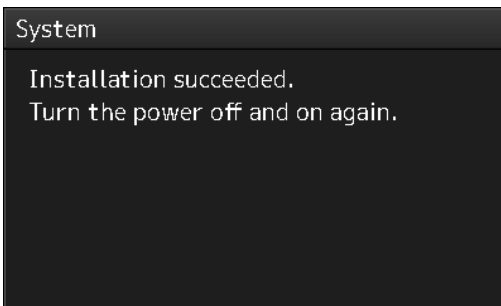 System
Installation succeeded.
Turn the power off and on again.